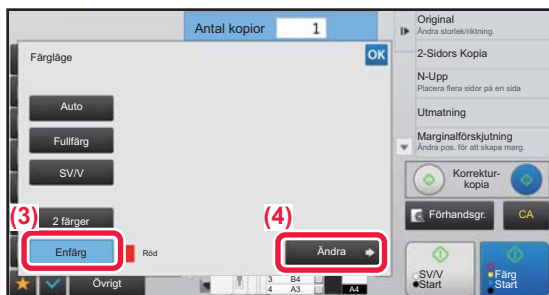 Antal kopior 1
Färgläge
OK
Auto
Fullfärg
SV/V
2 färger
(3)
Enfärg
Röd
(4)
Ändra
Övrigt
3 B4
4 A3
A4
Original
Ändra storlek/riktning.
2-Sidors Kopia
N-Upp
Placera flera sidor på en sida
Utmatning
Marginalförskjutning
Ändra pos. för att skapa marg.
Korrektur-
kopia
Förhandsgr.
CA
SV/V
Start
Färg
Start